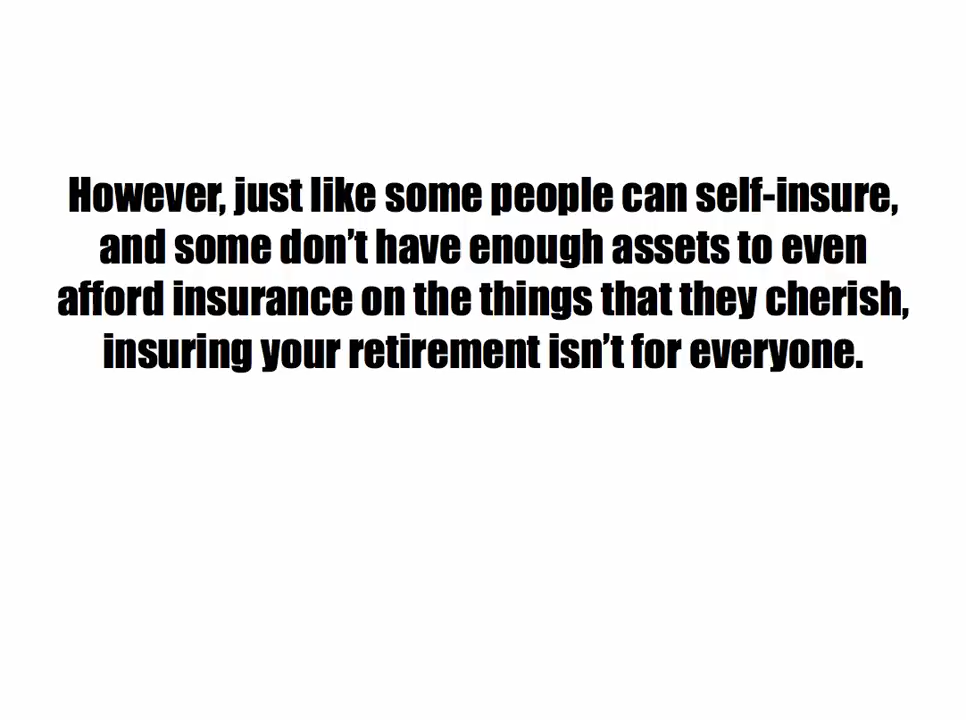 However, just like some people can self-insure,
and some don’t have enough assets to even
afford insurance on the things that they cherish,
insuring your retirement isn’t for everyone.